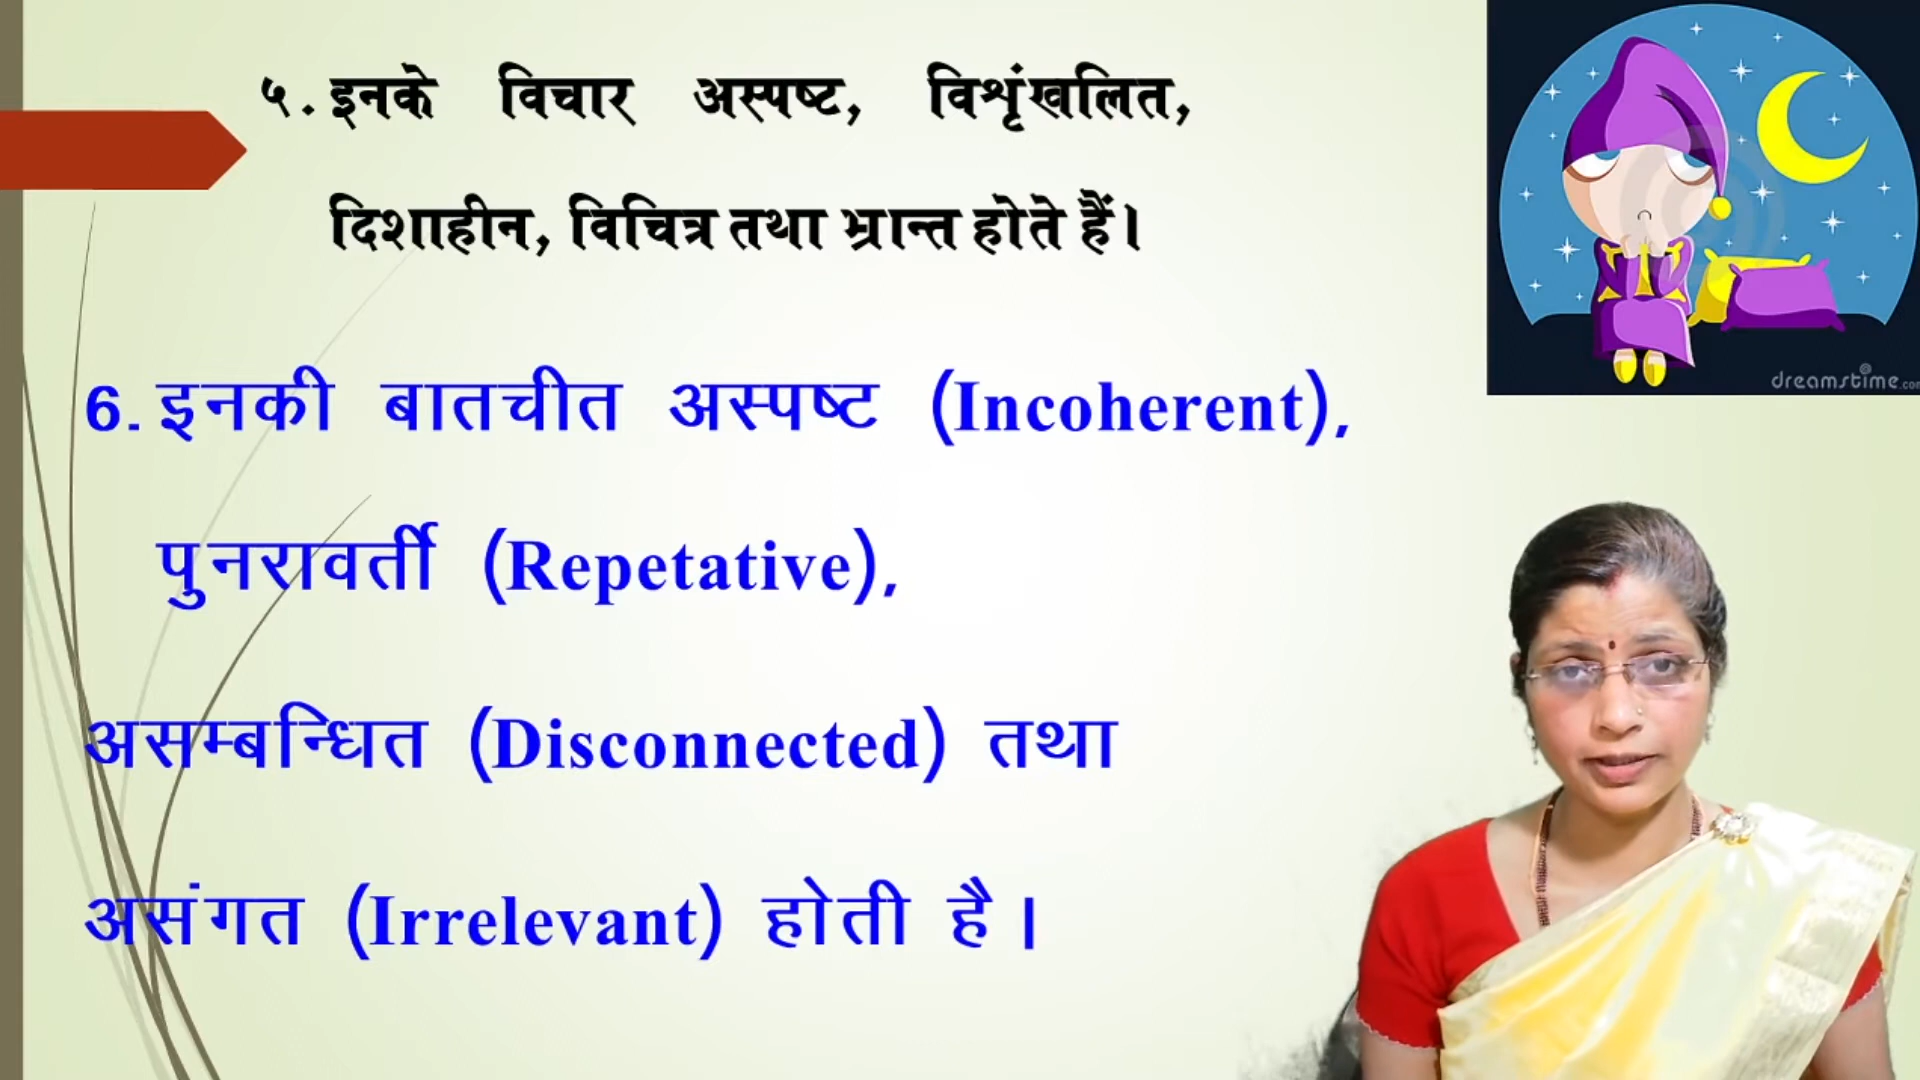 ५. इनके विचार अस्पष्ट, विशृंखलित,
दिशाहीन, विचित्र तथा भ्रान्त होते हैं।
6. इनकी बातचीत अस्पष्ट (Incoherent),
पुनरावर्ती (Repetative),
असम्बन्धित (Disconnected) तथा
असंगत (Irrelevant) होती है।
dreamstime.com